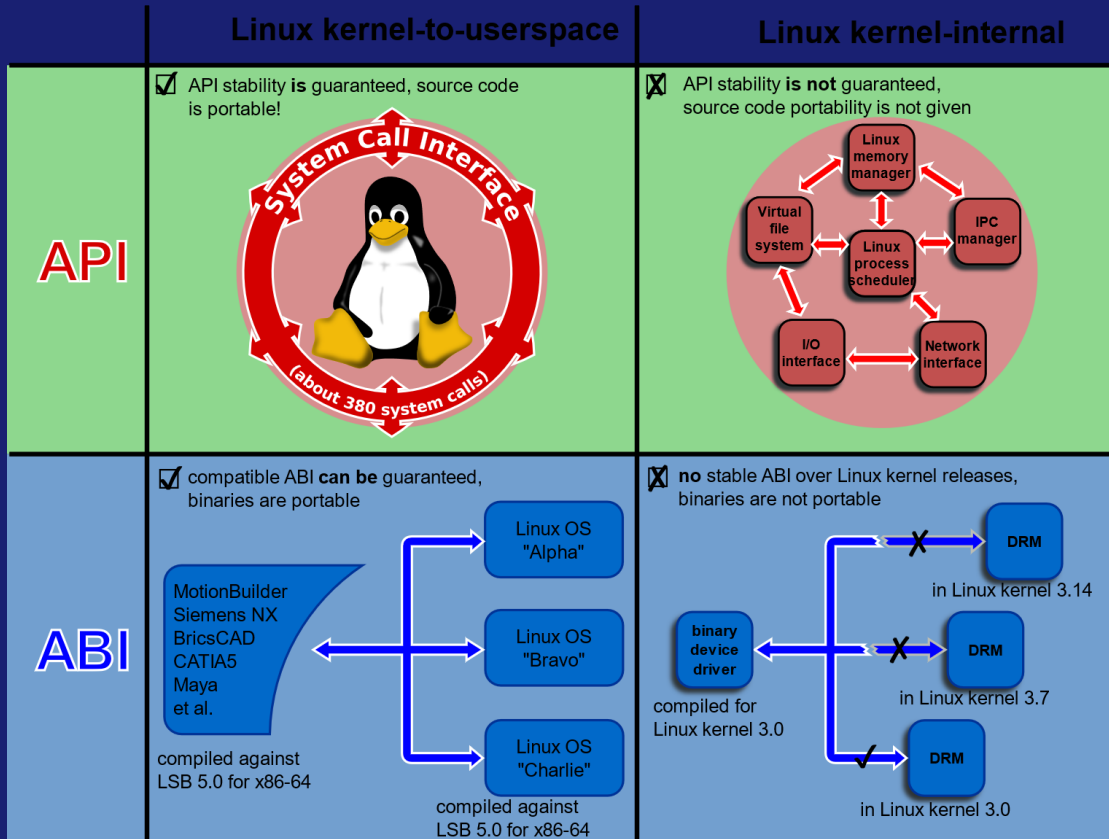 Linux kernel-to-userspace
Linux kernel-internal
API
API stability is guaranteed, source code
is portable!
System Call Interface
(about 380 system calls)
API stability is not guaranteed,
source code portability is not given
Linux
memory
manager
Virtual
file
system
IPC
manager
Linux
process
scheduler
I/O
interface
Network
interface
ABI
compatible ABI can be guaranteed,
binaries are portable
MotionBuilder
Siemens NX
BricsCAD
CATIA5
Maya
et al.
compiled against
LSB 5.0 for x86-64
Linux OS
"Alpha"
Linux OS
"Bravo"
Linux OS
"Charlie"
compiled against
LSB 5.0 for x86-64
no stable ABI over Linux kernel releases,
binaries are not portable
binary
device
driver
compiled for
Linux kernel 3.0
DRM
in Linux kernel 3.14
DRM
in Linux kernel 3.7
DRM
in Linux kernel 3.0